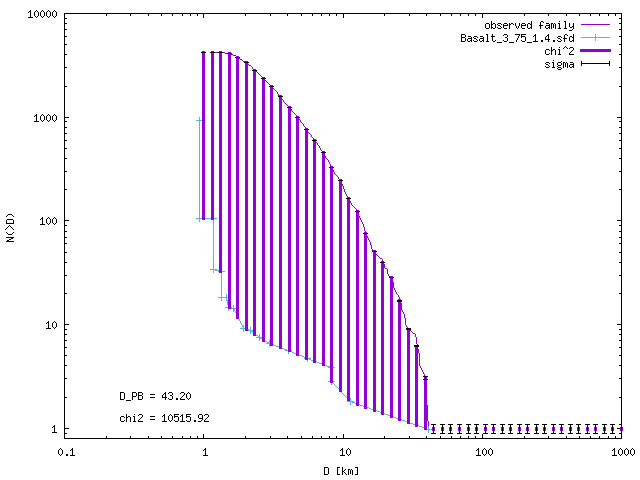 10000
observed family
Basalt_3_75_1.4.sfd
chi^2
sigma
1000
N(>D)
100
10
D_PB = 43.20
chi2 = 10515.92
1
0.1 1 10 100 1000
D [km]